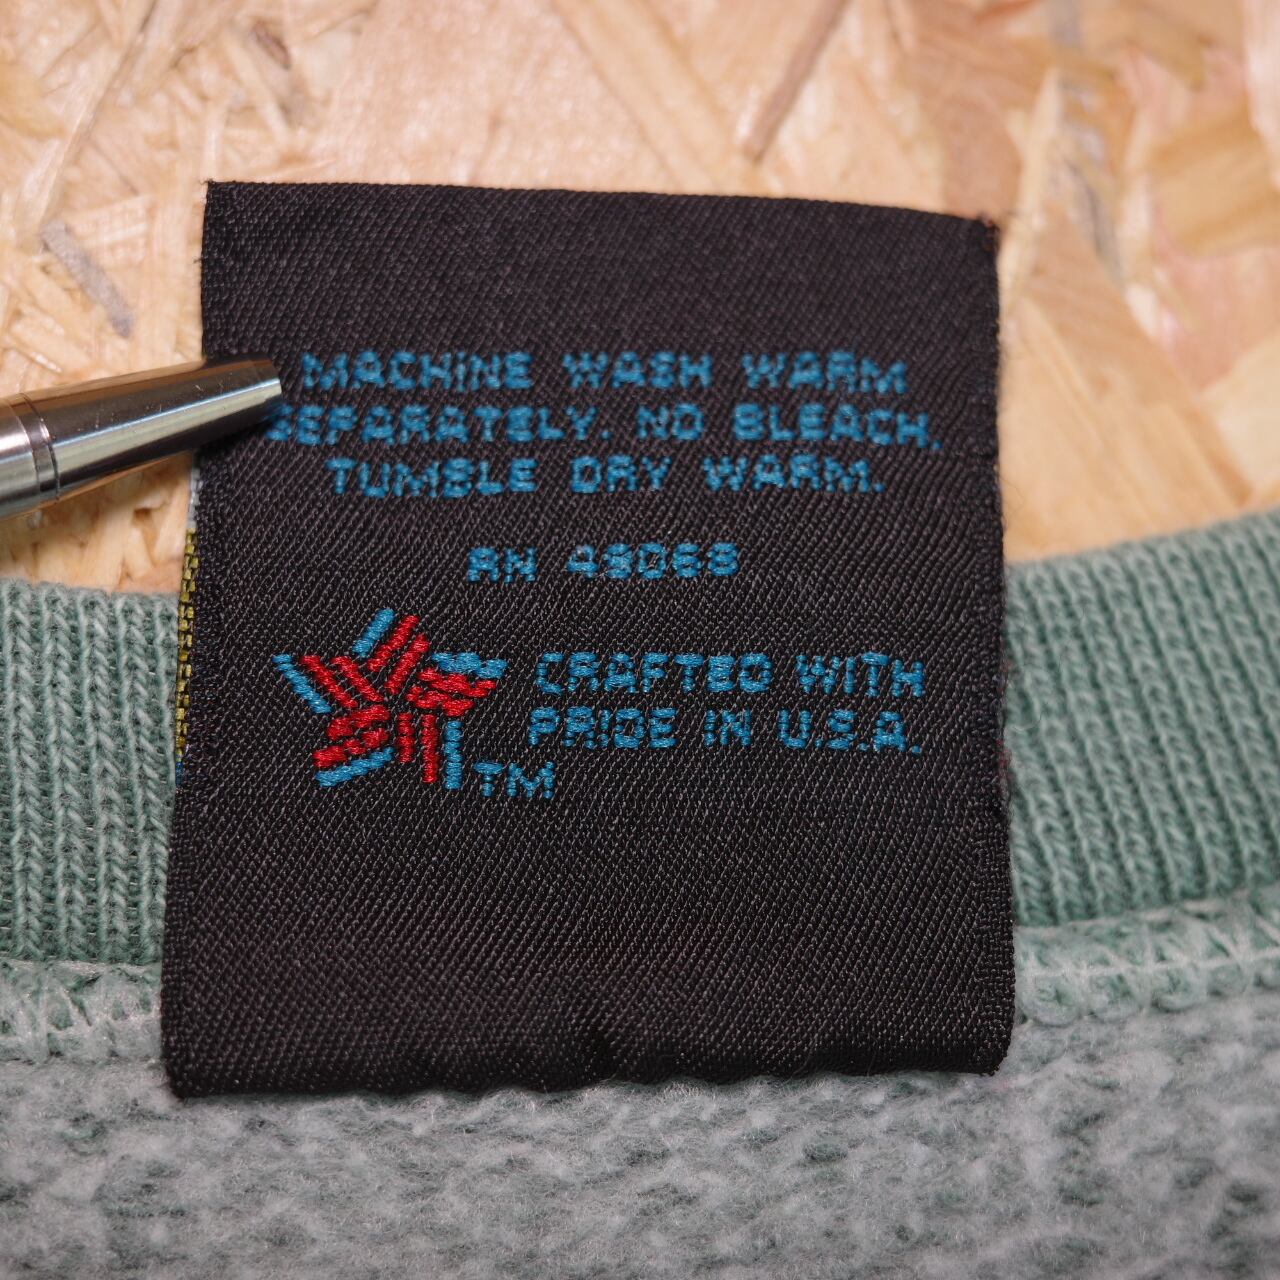 MACHINE WASH WARM
SEPARATELY. NO BLEACH.
TUMBLE DRY WARM.
RN 49068
CRAFTED WITH
PRIDE IN U.S.A.
TM